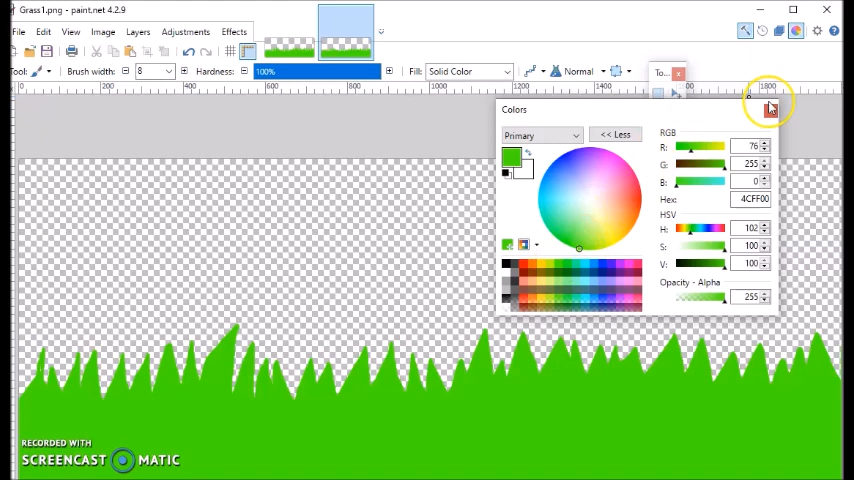 Grass1.png - paint.net 4.2.9
File Edit View Image Layers Adjustments Effects
Tool: Brush width: 8 Hardness: 100% Fill: Solid Color Normal To...
0 200 400 600 800 1000 1200 1400 1600 1800
Colors
Primary << Less
RGB
R: 76
G: 255
B: 0
Hex: 4CFF00
HSV
H: 102
S: 100
V: 100
Opacity - Alpha
255
RECORDED WITH
SCREENCAST MATIC